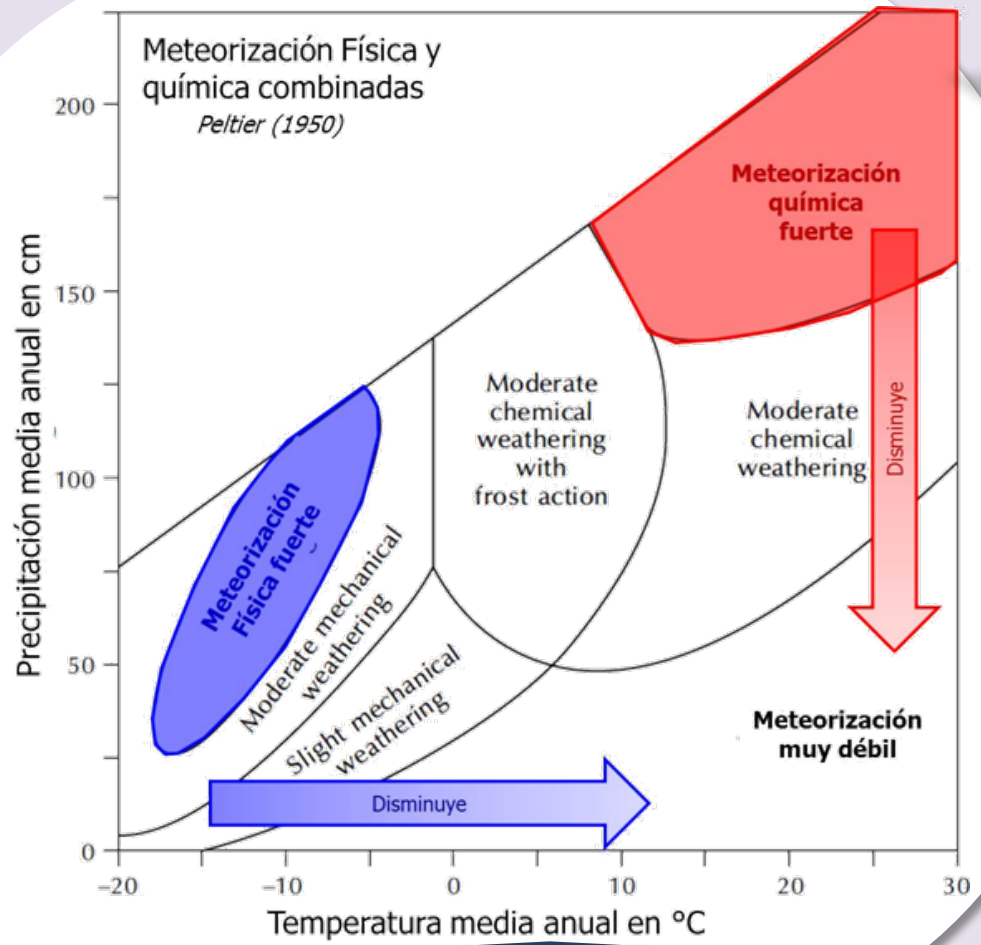 Meteorización Física y
química combinadas
Peltier (1950)
Precipitación media anual en cm
200
150
100
50
0
Meteorización
química
fuerte
Disminuye
Moderate
chemical
weathering
with
frost action
Moderate
chemical
weathering
Meteorización
Física fuerte
Moderate mechanical
weathering
Slight mechanical
weathering
Meteorización
muy débil
Disminuye
–20
–10
0
10
20
30
Temperatura media anual en °C